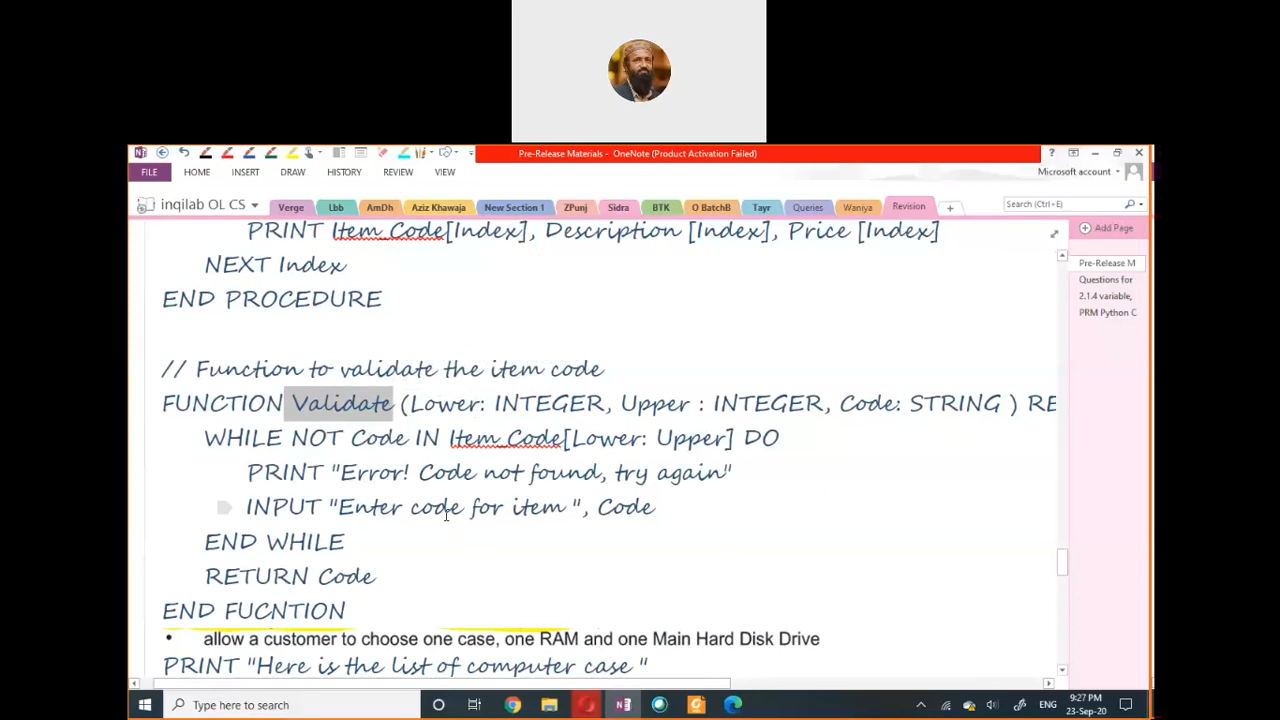 Pre-Release Materials - OneNote (Product Activation Failed)
FILE HOME INSERT DRAW HISTORY REVIEW VIEW
Microsoft account
inqilab OL CS
Verge Lbb AmDh Aziz Khawaja New Section 1 ZPunj Sidra BTK O BatchB Tayr Queries Waniya Revision
Search (Ctrl+E)
Add Page
Pre-Release M
Questions for
2.1.4 variable,
PRM Python C
PRINT Item_Code[Index], Description [Index], Price [Index]
NEXT Index
END PROCEDURE
// Function to validate the item code
FUNCTION Validate (Lower: INTEGER, Upper : INTEGER, Code: STRING ) RE
WHILE NOT Code IN Item_Code[Lower: Upper] DO
PRINT "Error! Code not found, try again"
INPUT "Enter code for item ", Code
END WHILE
RETURN Code
END FUCNTION
• allow a customer to choose one case, one RAM and one Main Hard Disk Drive
PRINT "Here is the list of computer case "
Type here to search
ENG
9:27 PM
23-Sep-20